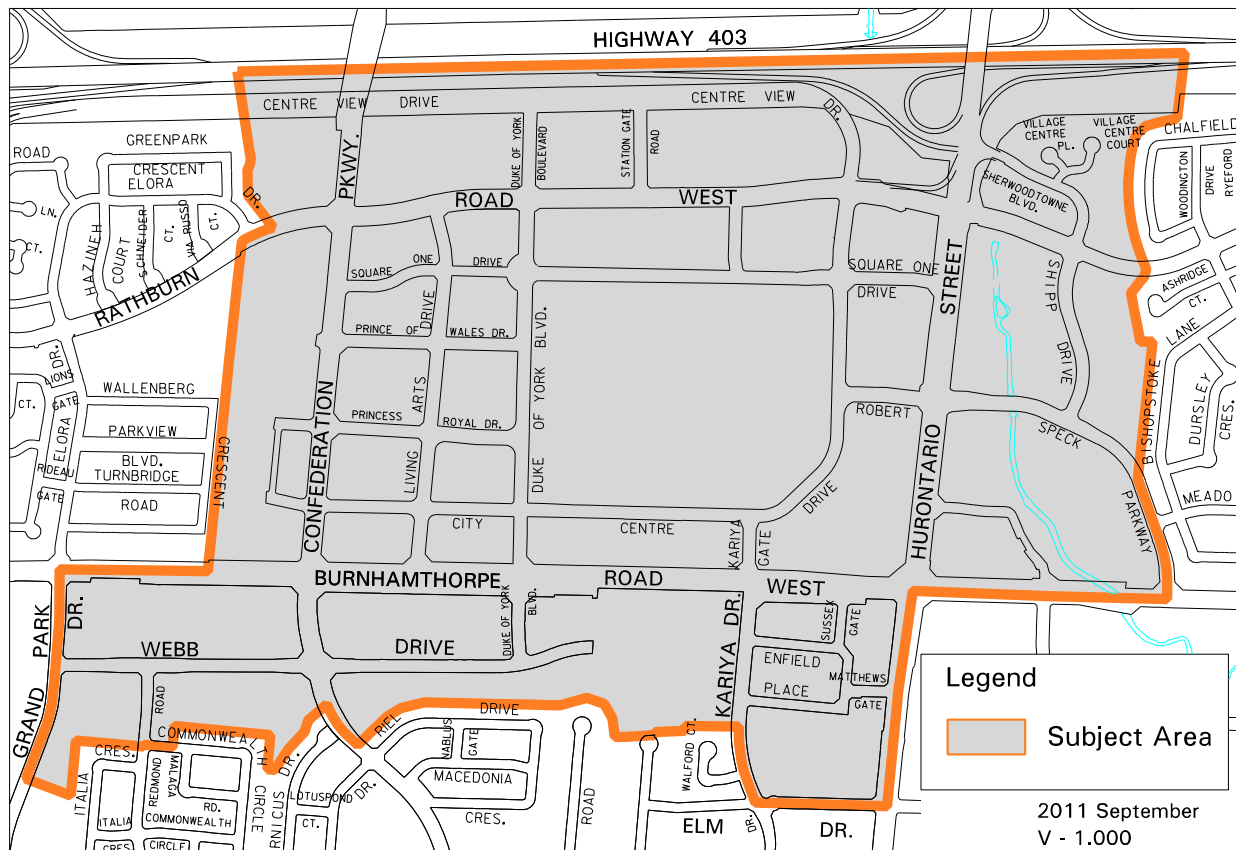 HIGHWAY 403
CENTRE VIEW DRIVE
CENTRE VIEW
DR.
DUKE OF YORK
BOULEVARD
STATION GATE
ROAD
VILLAGE
CENTRE
PL.
VILLAGE
CENTRE
COURT
CHALFIELD
GREENPARK
ROAD
CRESCENT
ELORA
DR.
PKWY.
ROAD WEST
SHERWOODTOWNE
BLVD.
WOODINGTON
DRIVE
RYEFORD
LN.
CT.
HAZINEH
COURT
SCHNEIDER
CT.
VIA RUSSO
CT.
RATHBURN
SQUARE ONE
DRIVE
SQUARE ONE
DRIVE
STREET
SHIPP
DRIVE
ASHRIDGE
CT.
LANE
PRINCE OF
WALES DR.
DRIVE
DUKE OF YORK BLVD.
DR.
LIONS
GATE
CT.
WALLENBERG
PARKVIEW
BLVD.
TURNBRIDGE
ROAD
ELORA
RIDEAU
GATE
CRESCENT
CONFEDERATION
PRINCESS
ROYAL DR.
ARTS
LIVING
ROBERT
SPECK
PARKWAY
BISHOPSTOKE
DURSLEY
CRES.
MEADO
HURONTARIO
CITY
CENTRE
DRIVE
KARIYA
GATE
BURNHAMTHORPE
ROAD
WEST
GRAND PARK
DR.
WEBB
DRIVE
DUKE OF YORK
BLVD.
KARIYA DR.
SUSSEX
GATE
ENFIELD
PLACE
MATTHEWS
GATE
ROAD
COMMONWEALTH
CRES.
ITALIA
REDMOND
MALAGA
RD.
ITALIA
COMMONWEALTH
CRES.
CIRCLE
CIRCLE
DR.
LOTUSPOND
CT.
DR.
RIEL
DRIVE
NABLUS
GATE
MACEDONIA
CRES.
ROAD
WALFORD CT.
ELM
DR.
DR.
Legend
Subject Area
2011 September
V - 1.000